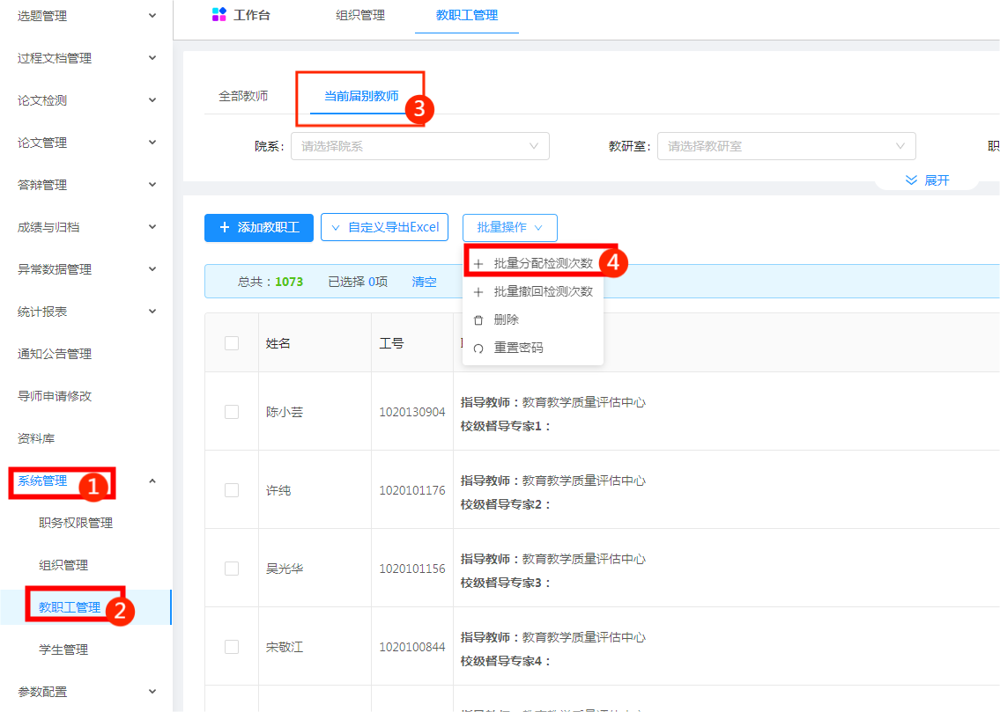 选题管理
过程文档管理
论文检测
论文管理
答辩管理
成绩与归档
异常数据管理
统计报表
通知公告管理
导师申请修改
资料库
系统管理 1
职务权限管理
组织管理
教职工管理 2
学生管理
参数配置
工作台 组织管理 教职工管理
全部教师 当前届别教师 3
院系: 请选择院系 教研室: 请选择教研室 职
展开
添加教职工 自定义导出Excel 批量操作
批量分配检测次数 4
批量撤回检测次数
删除
重置密码
总共：1073 已选择 0项 清空
姓名 工号
陈小芸 1020130904 指导教师：教育教学质量评估中心
校级督导专家1：
许纯 1020101176 指导教师：教育教学质量评估中心
校级督导专家2：
吴光华 1020101156 指导教师：教育教学质量评估中心
校级督导专家3：
宋敬江 1020100844 指导教师：教育教学质量评估中心
校级督导专家4：